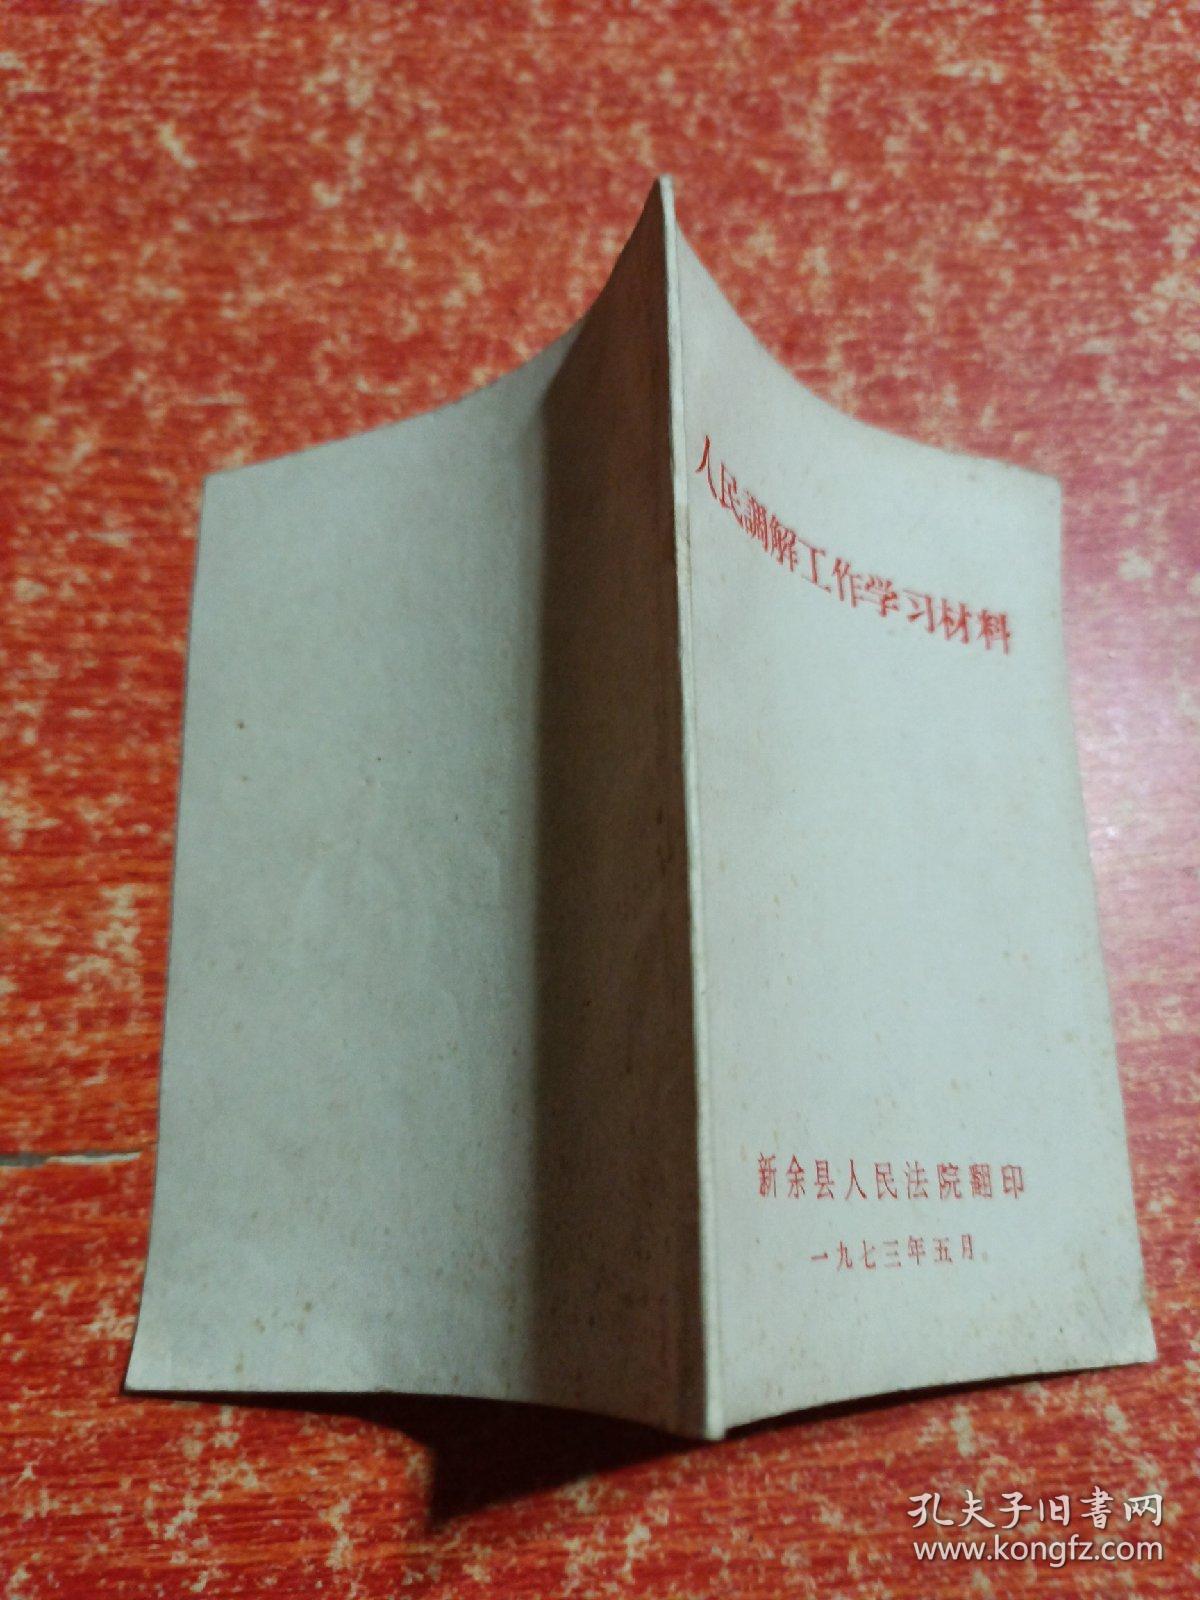 人民調解工作学习材料
新余县人民法院翻印
一九七三年五月
孔夫子旧書网
www.kongfz.com